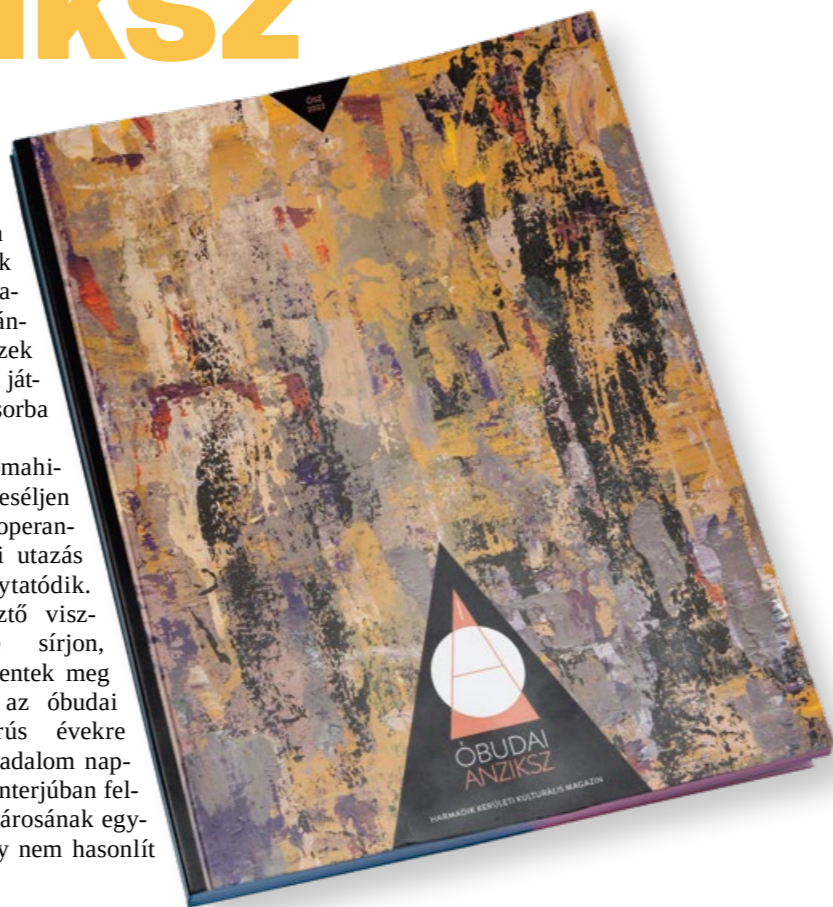 IKSZ
k
a-
án-
zek
ját-
sorba
mahi-
eséljen
operan-
i utazás
ytatódik.
ztő visz-
sírjon,
entek meg
az óbudai
rús évekre
adalom nap-
nterjúban fel-
árosának egy-
y nem hasonlít
ŐSZ
2023
ÓBUDAI
ANZIKSZ
HARMADIK KERÜLETI KULTURÁLIS MAGAZIN